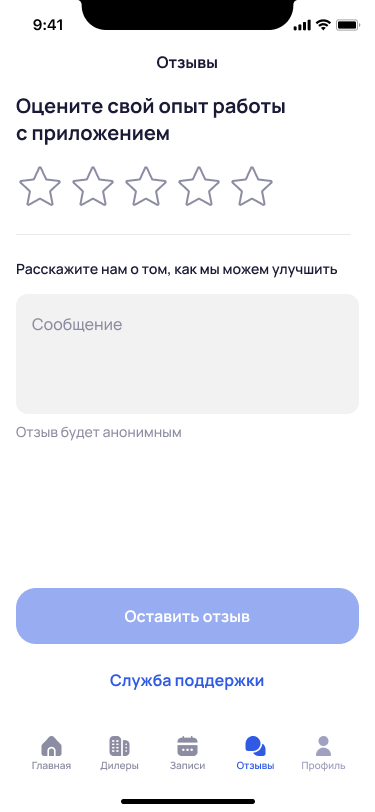 9:41
Отзывы
Оцените свой опыт работы
с приложением
Расскажите нам о том, как мы можем улучшить
Сообщение
Отзыв будет анонимным
Оставить отзыв
Служба поддержки
Главная
Дилеры
Записи
Отзывы
Профиль